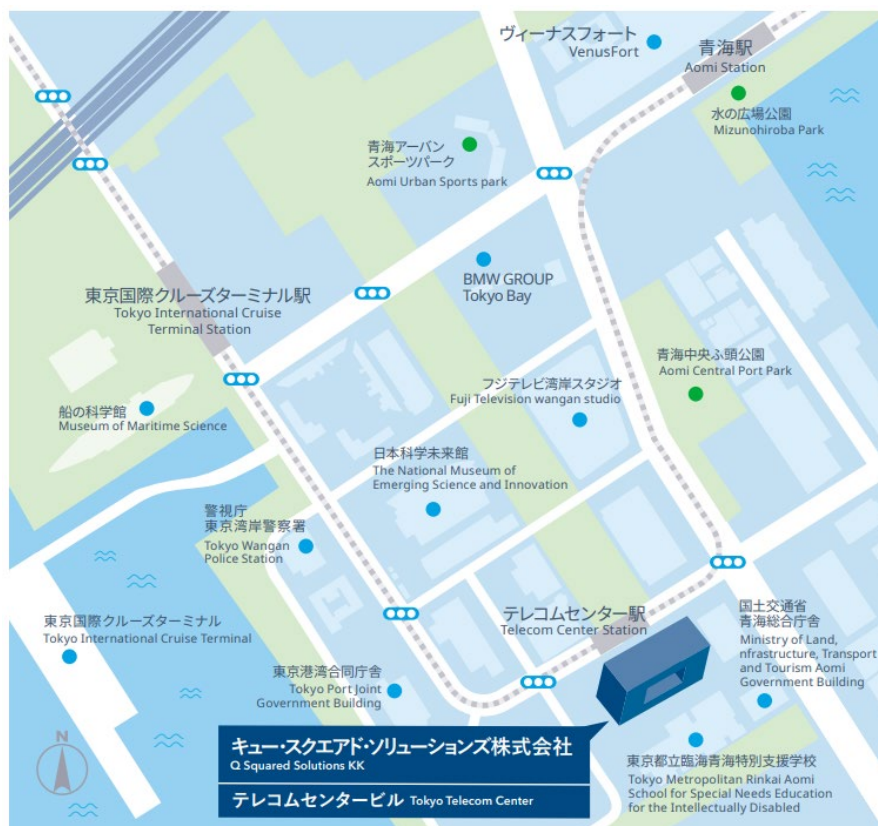 ヴィーナスフォート
VenusFort
青海駅
Aomi Station
水の広場公園
Mizunohiroba Park
青海アーバン
スポーツパーク
Aomi Urban Sports park
BMW GROUP
Tokyo Bay
東京国際クルーズターミナル駅
Tokyo International Cruise
Terminal Station
青海中央ふ頭公園
Aomi Central Port Park
フジテレビ湾岸スタジオ
Fuji Television wangan studio
船の科学館
Museum of Maritime Science
日本科学未来館
The National Museum of
Emerging Science and Innovation
警視庁
東京湾岸警察署
Tokyo Wangan
Police Station
東京国際クルーズターミナル
Tokyo International Cruise Terminal
テレコムセンター駅
Telecom Center Station
国土交通省
青海総合庁舎
Ministry of Land,
nfrastructure, Transport
and Tourism Aomi
Government Building
東京港湾合同庁舎
Tokyo Port Joint
Government Building
N
キュー・スクエアド・ソリューションズ株式会社
Q Squared Solutions KK
テレコムセンタービル Tokyo Telecom Center
東京都立臨海青海特別支援学校
Tokyo Metropolitan Rinkai Aomi
School for Special Needs Education
for the Intellectually Disabled